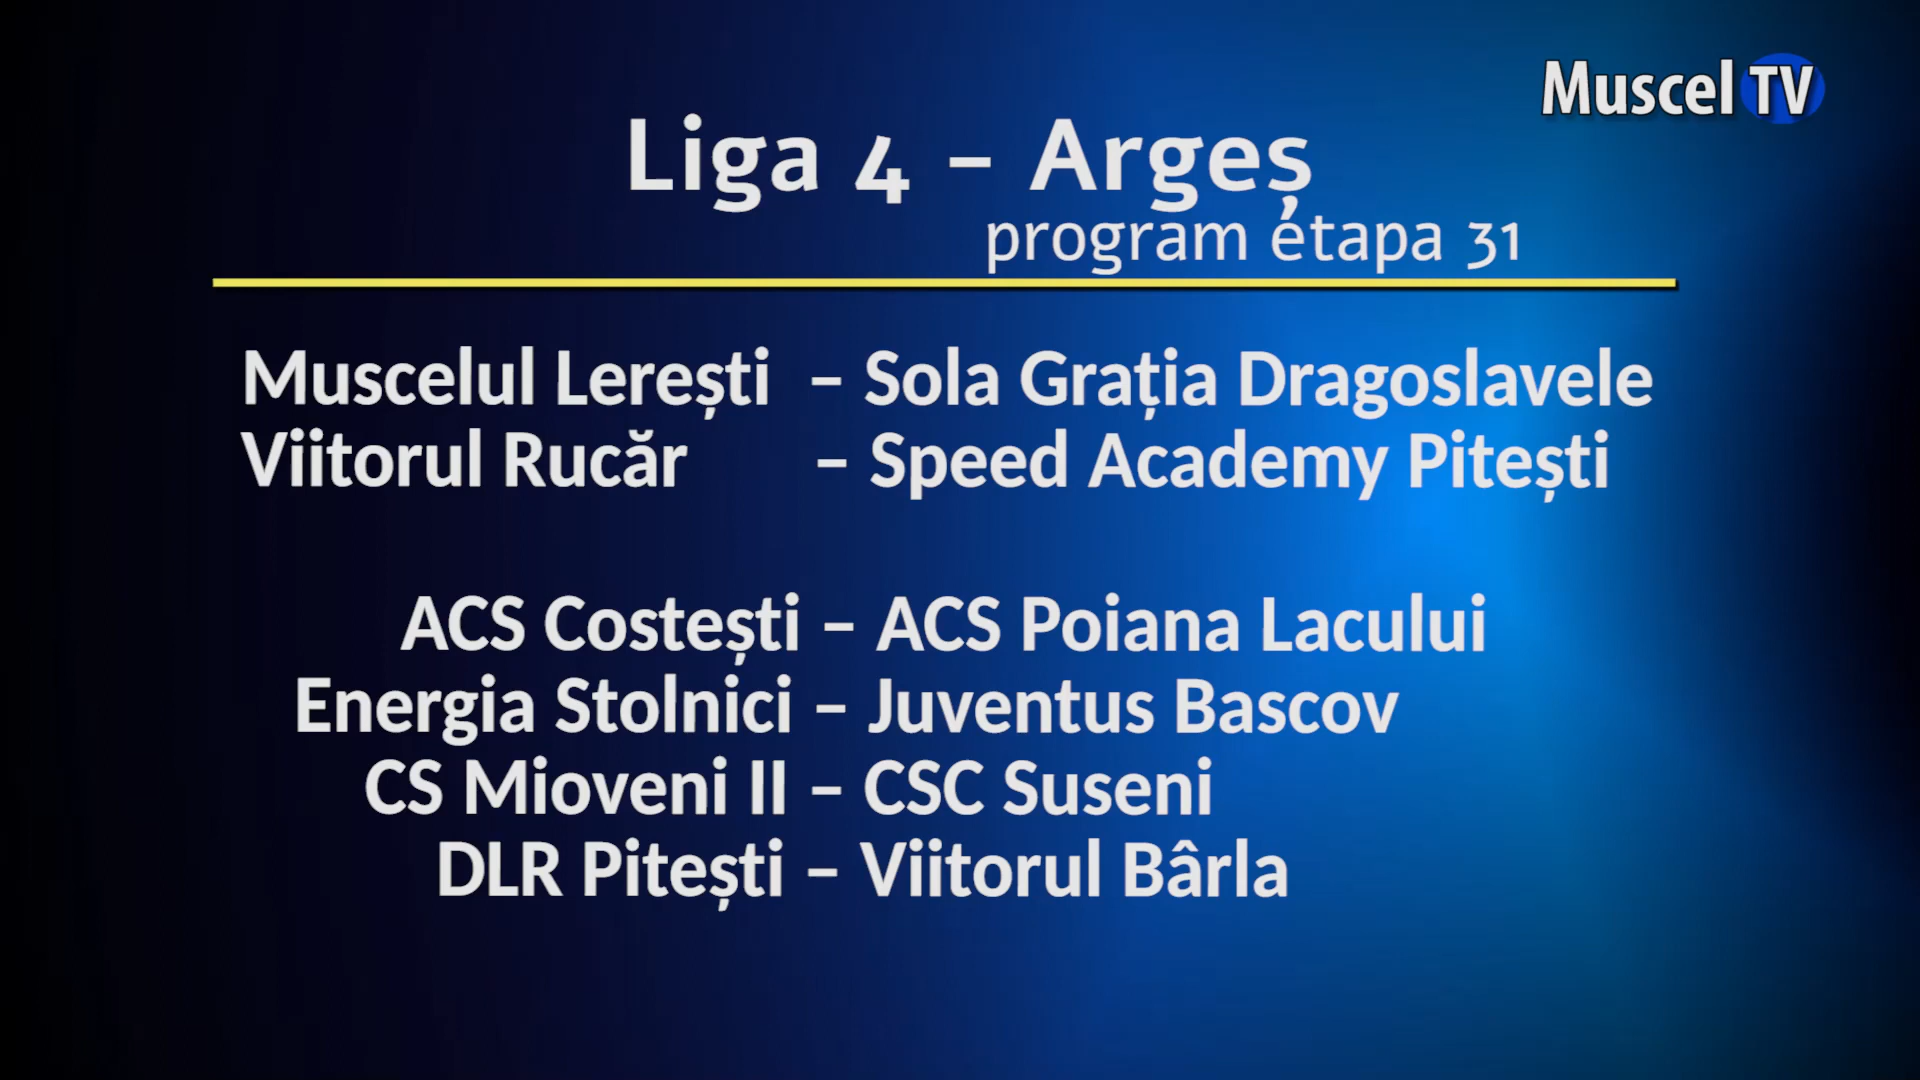 Muscel TV
Liga 4 – Argeș
program etapa 31
Muscelul Lerești – Sola Grația Dragoslavele
Viitorul Rucăr – Speed Academy Pitești
ACS Costești – ACS Poiana Lacului
Energia Stolnici – Juventus Bascov
CS Mioveni II – CSC Suseni
DLR Pitești – Viitorul Bârla